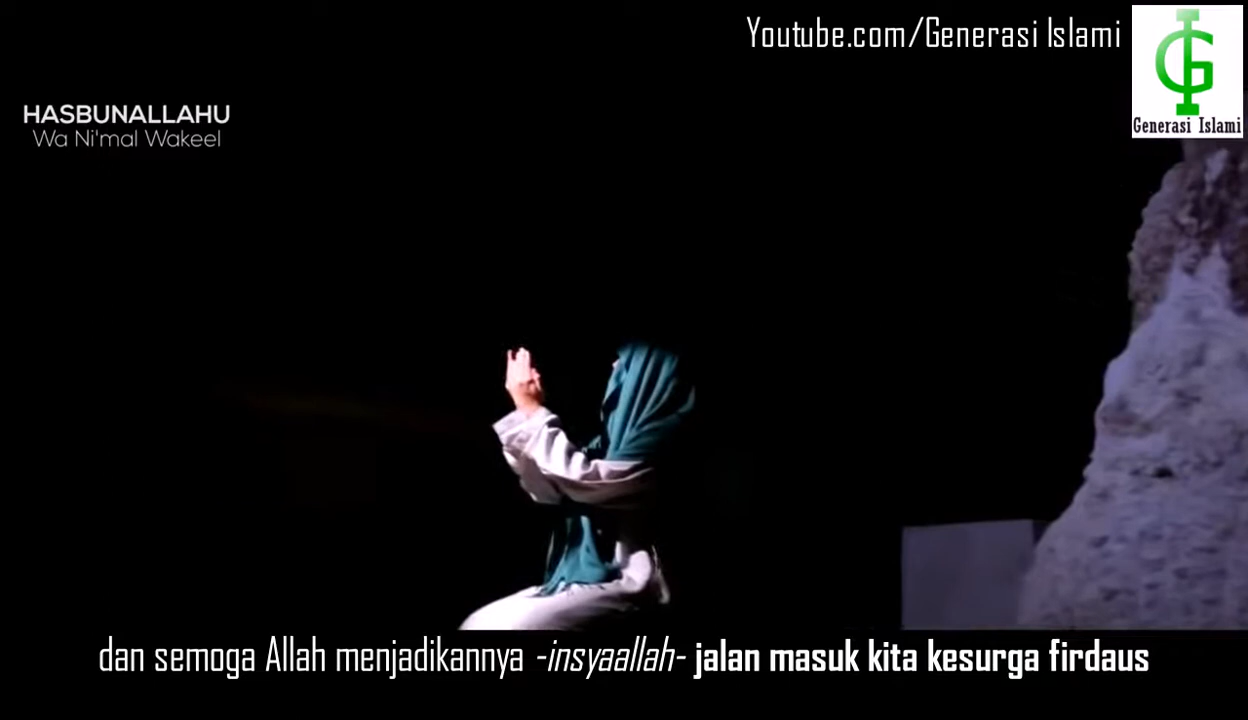 Youtube.com/Generasi Islami
Generasi Islami
HASBUNALLAHU
Wa Ni'mal Wakeel
dan semoga Allah menjadikannya -insyaallah- jalan masuk kita kesurga firdaus